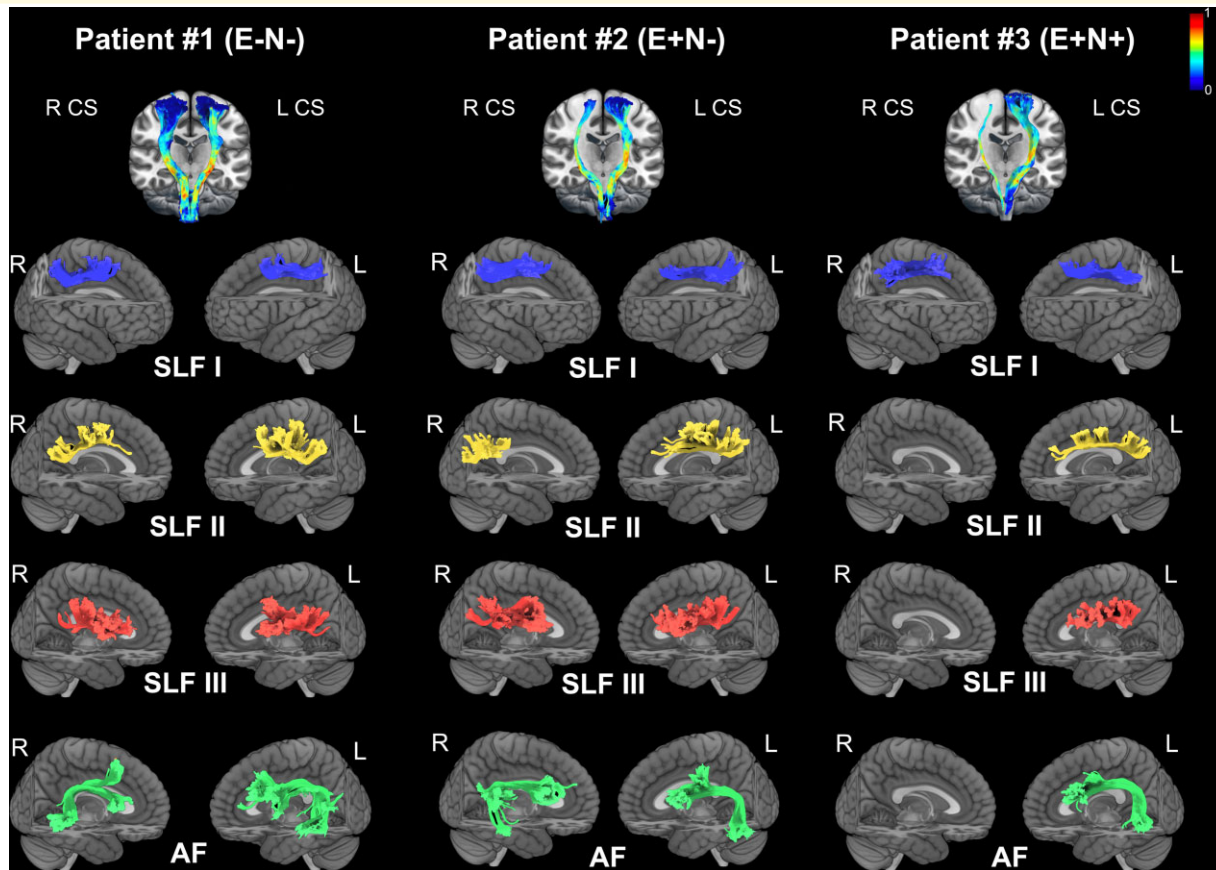 Patient #1 (E-N-) Patient #2 (E+N-) Patient #3 (E+N+) 1
0
R CS L CS R CS L CS R CS L CS
R L R L R L
SLF I SLF I SLF I
R L R L R L
SLF II SLF II SLF II
R L R L R L
SLF III SLF III SLF III
R L R L R L
AF AF AF